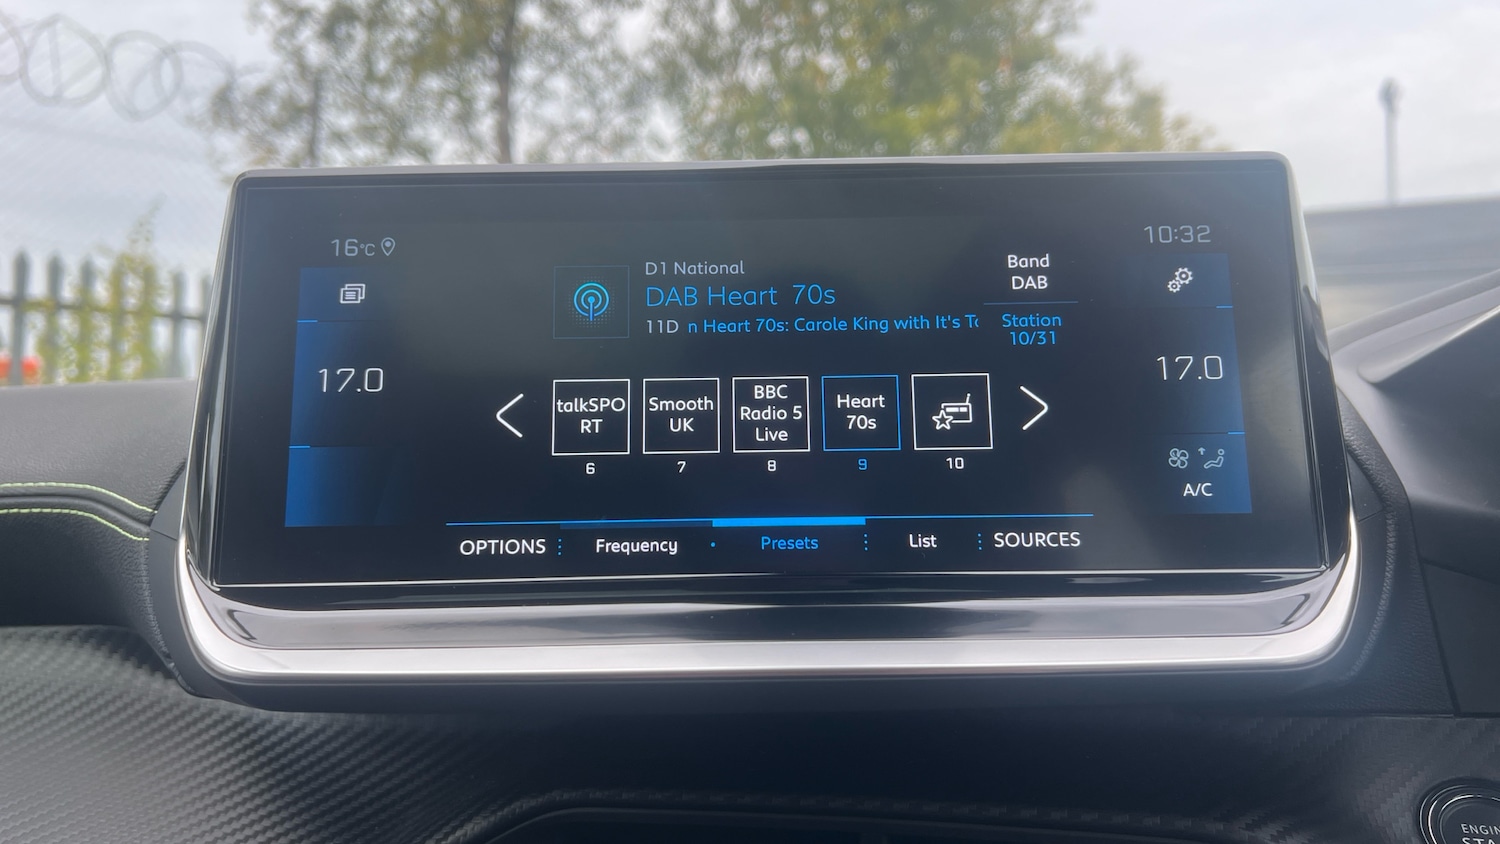 16°C
10:32
D1 National
DAB Heart 70s
11D n Heart 70s: Carole King with It's To
Band
DAB
Station
10/31
17.0
17.0
talkSPO
RT
6
Smooth
UK
7
BBC
Radio 5
Live
8
Heart
70s
9
10
A/C
OPTIONS
Frequency
Presets
List
SOURCES
ENGIN